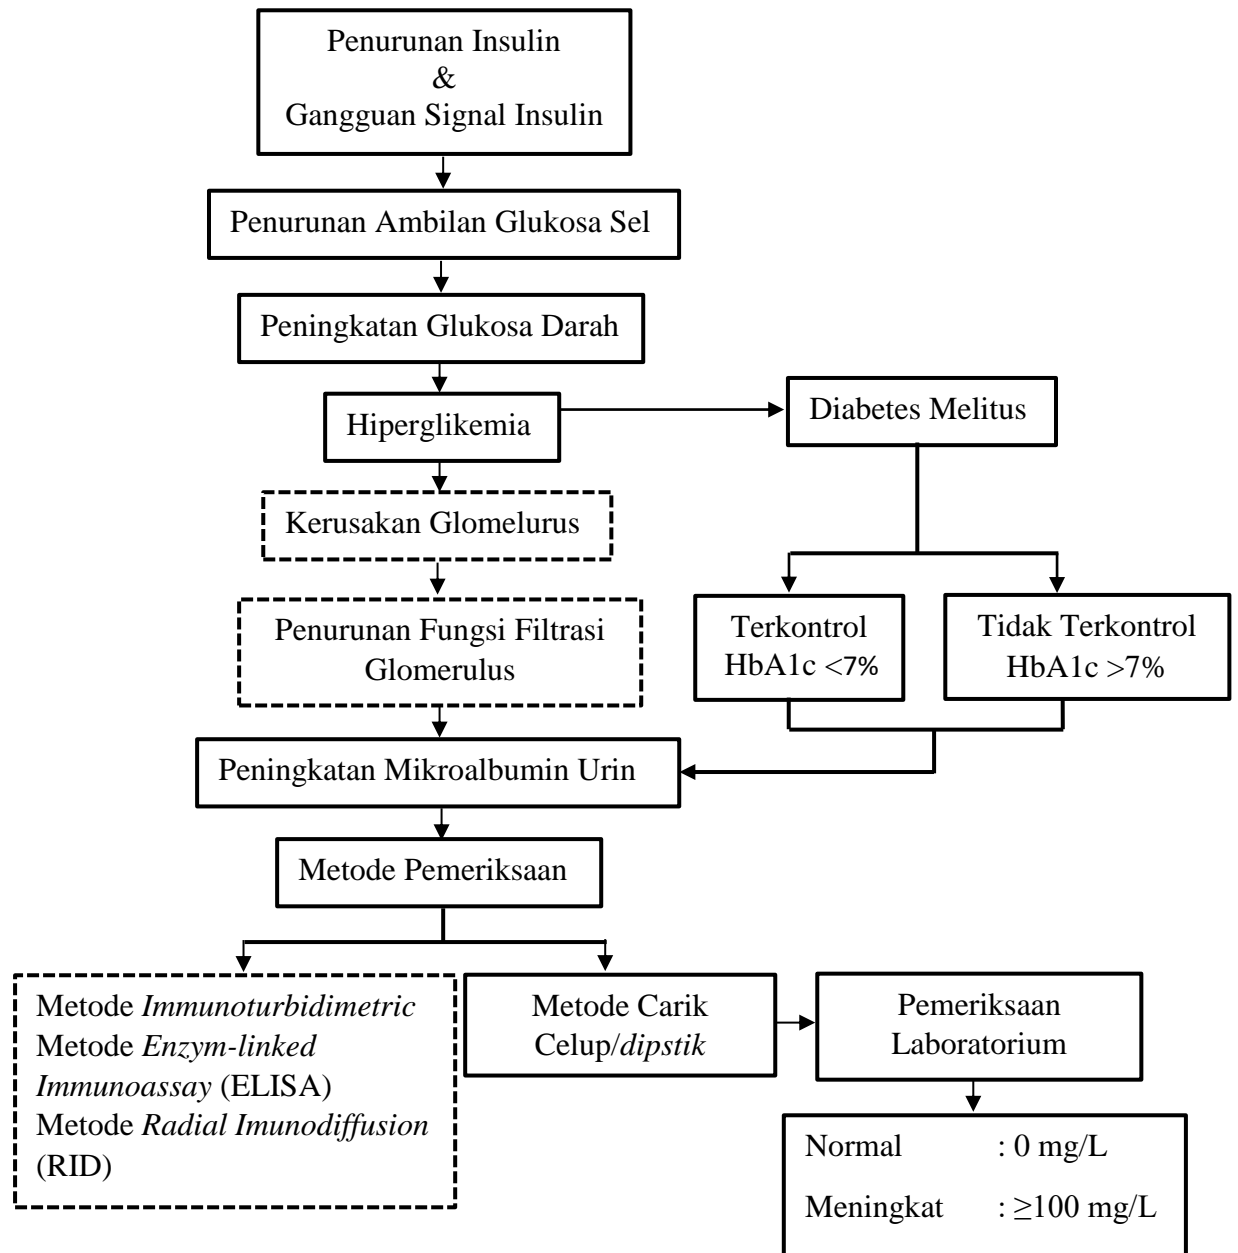 Penurunan Insulin
&
Gangguan Signal Insulin
Penurunan Ambilan Glukosa Sel
Peningkatan Glukosa Darah
Hiperglikemia
Diabetes Melitus
Kerusakan Glomelurus
Penurunan Fungsi Filtrasi
Glomerulus
Terkontrol
HbA1c <7%
Tidak Terkontrol
HbA1c >7%
Peningkatan Mikroalbumin Urin
Metode Pemeriksaan
Metode Immunoturbidimetric
Metode Enzym-linked
Immunoassay (ELISA)
Metode Radial Imunodiffusion
(RID)
Metode Carik
Celup/dipstik
Pemeriksaan
Laboratorium
Normal : 0 mg/L
Meningkat : ≥100 mg/L